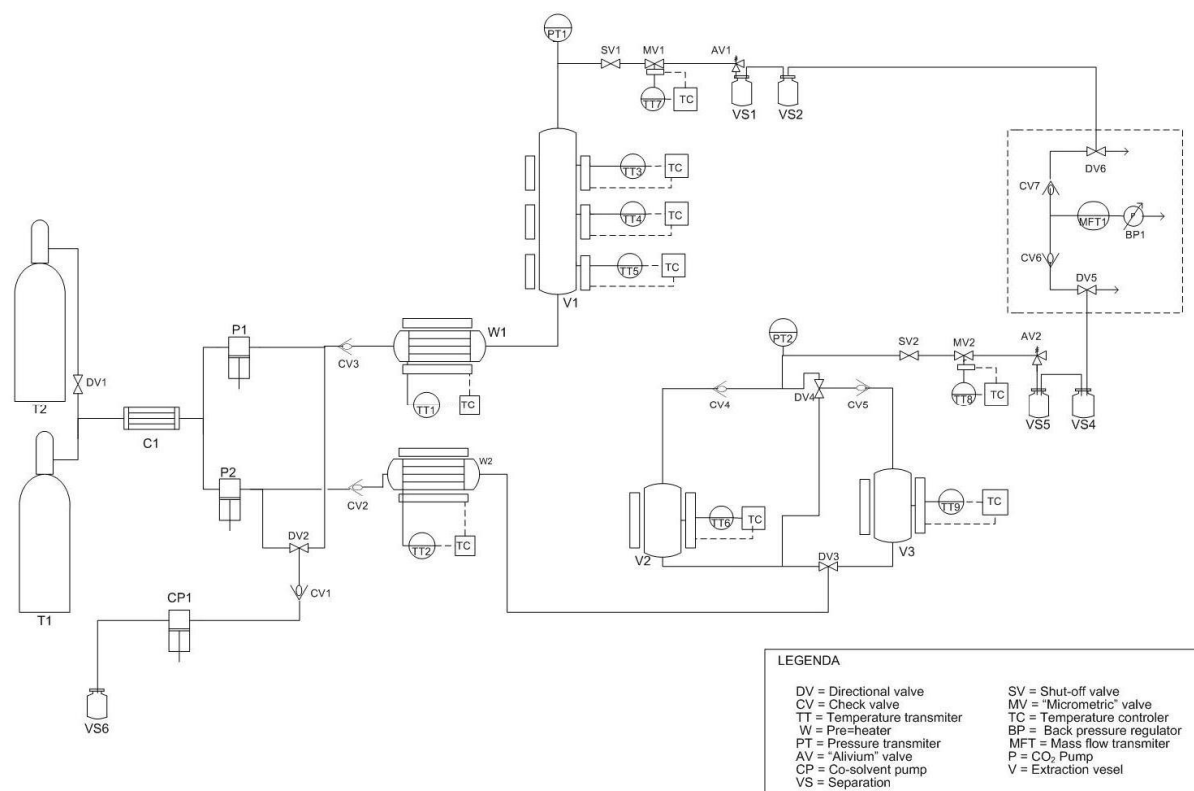 PT1
SV1
MV1
AV1
TT7
TC
VS1
VS2
TT3
TC
TT4
TC
TT5
TC
V1
DV6
CV7
MFT1
BP1
P
CV6
DV5
T2
DV1
P1
CV3
W1
TT1
TC
C1
PT2
SV2
MV2
AV2
TT8
TC
VS5
VS4
CV4
DV4
CV5
T1
P2
CV2
W2
TT2
TC
DV2
CV1
CP1
VS6
TT6
TC
V2
TT9
TC
V3
DV3
LEGENDA
DV = Directional valve
CV = Check valve
TT = Temperature transmiter
W = Pre=heater
PT = Pressure transmiter
AV = "Alivium" valve
CP = Co-solvent pump
VS = Separation
SV = Shut-off valve
MV = "Micrometric" valve
TC = Temperature controler
BP = Back pressure regulator
MFT = Mass flow transmiter
P = CO₂ Pump
V = Extraction vesel